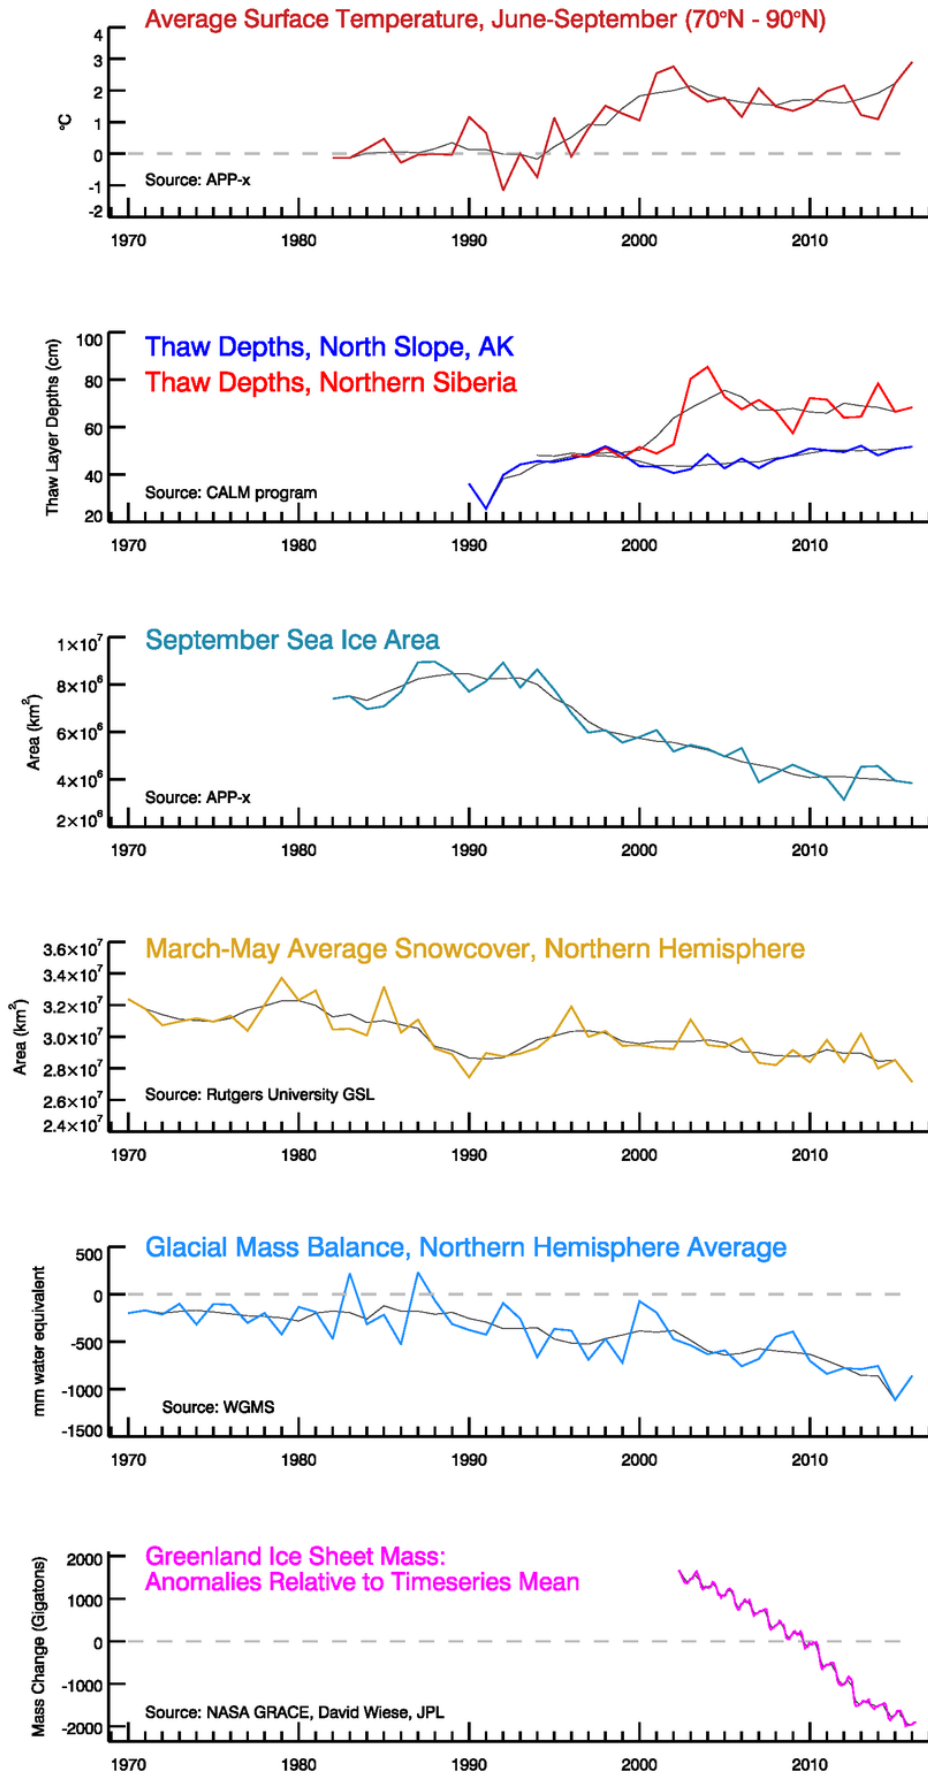 Average Surface Temperature, June-September (70°N - 90°N)
4
3
2
1
0
-1
-2
°C
Source: APP-x
1970 1980 1990 2000 2010
Thaw Depths, North Slope, AK
Thaw Depths, Northern Siberia
100
80
60
40
20
Thaw Layer Depths (cm)
Source: CALM program
1970 1980 1990 2000 2010
September Sea Ice Area
1×10⁷
8×10⁶
6×10⁶
4×10⁶
2×10⁶
Area (km²)
Source: APP-x
1970 1980 1990 2000 2010
March-May Average Snowcover, Northern Hemisphere
3.6×10⁷
3.4×10⁷
3.2×10⁷
3.0×10⁷
2.8×10⁷
2.6×10⁷
2.4×10⁷
Area (km²)
Source: Rutgers University GSL
1970 1980 1990 2000 2010
Glacial Mass Balance, Northern Hemisphere Average
500
0
-500
-1000
-1500
mm water equivalent
Source: WGMS
1970 1980 1990 2000 2010
Greenland Ice Sheet Mass:
Anomalies Relative to Timeseries Mean
2000
1000
0
-1000
-2000
Mass Change (Gigatons)
Source: NASA GRACE, David Wiese, JPL
1970 1980 1990 2000 2010